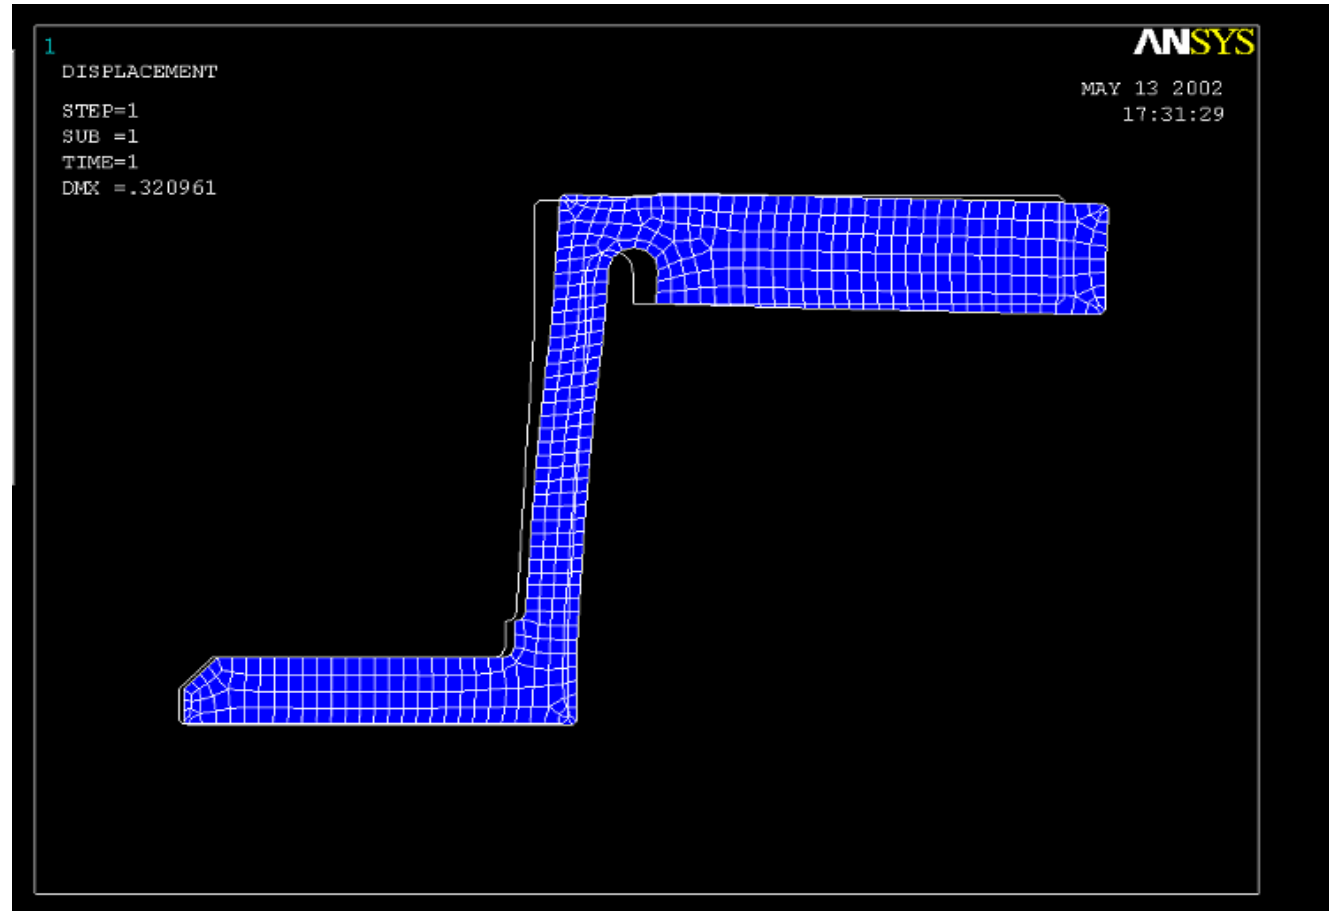 1
ANSYS
DISPLACEMENT
MAY 13 2002
STEP=1
17:31:29
SUB =1
TIME=1
DMX =.320961